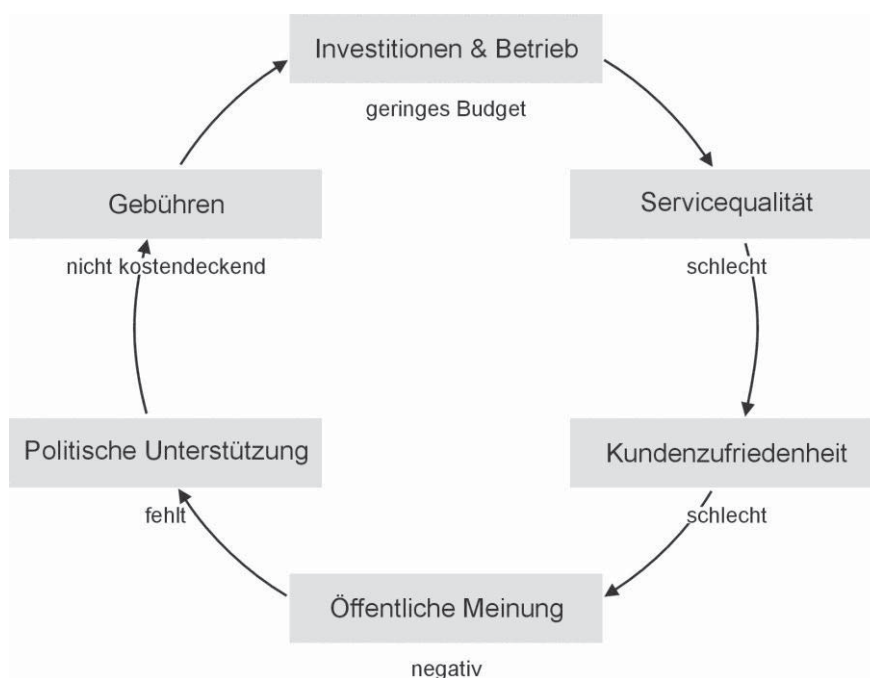 Investitionen & Betrieb
geringes Budget
Gebühren
nicht kostendeckend
Servicequalität
schlecht
Politische Unterstützung
fehlt
Kundenzufriedenheit
schlecht
Öffentliche Meinung
negativ